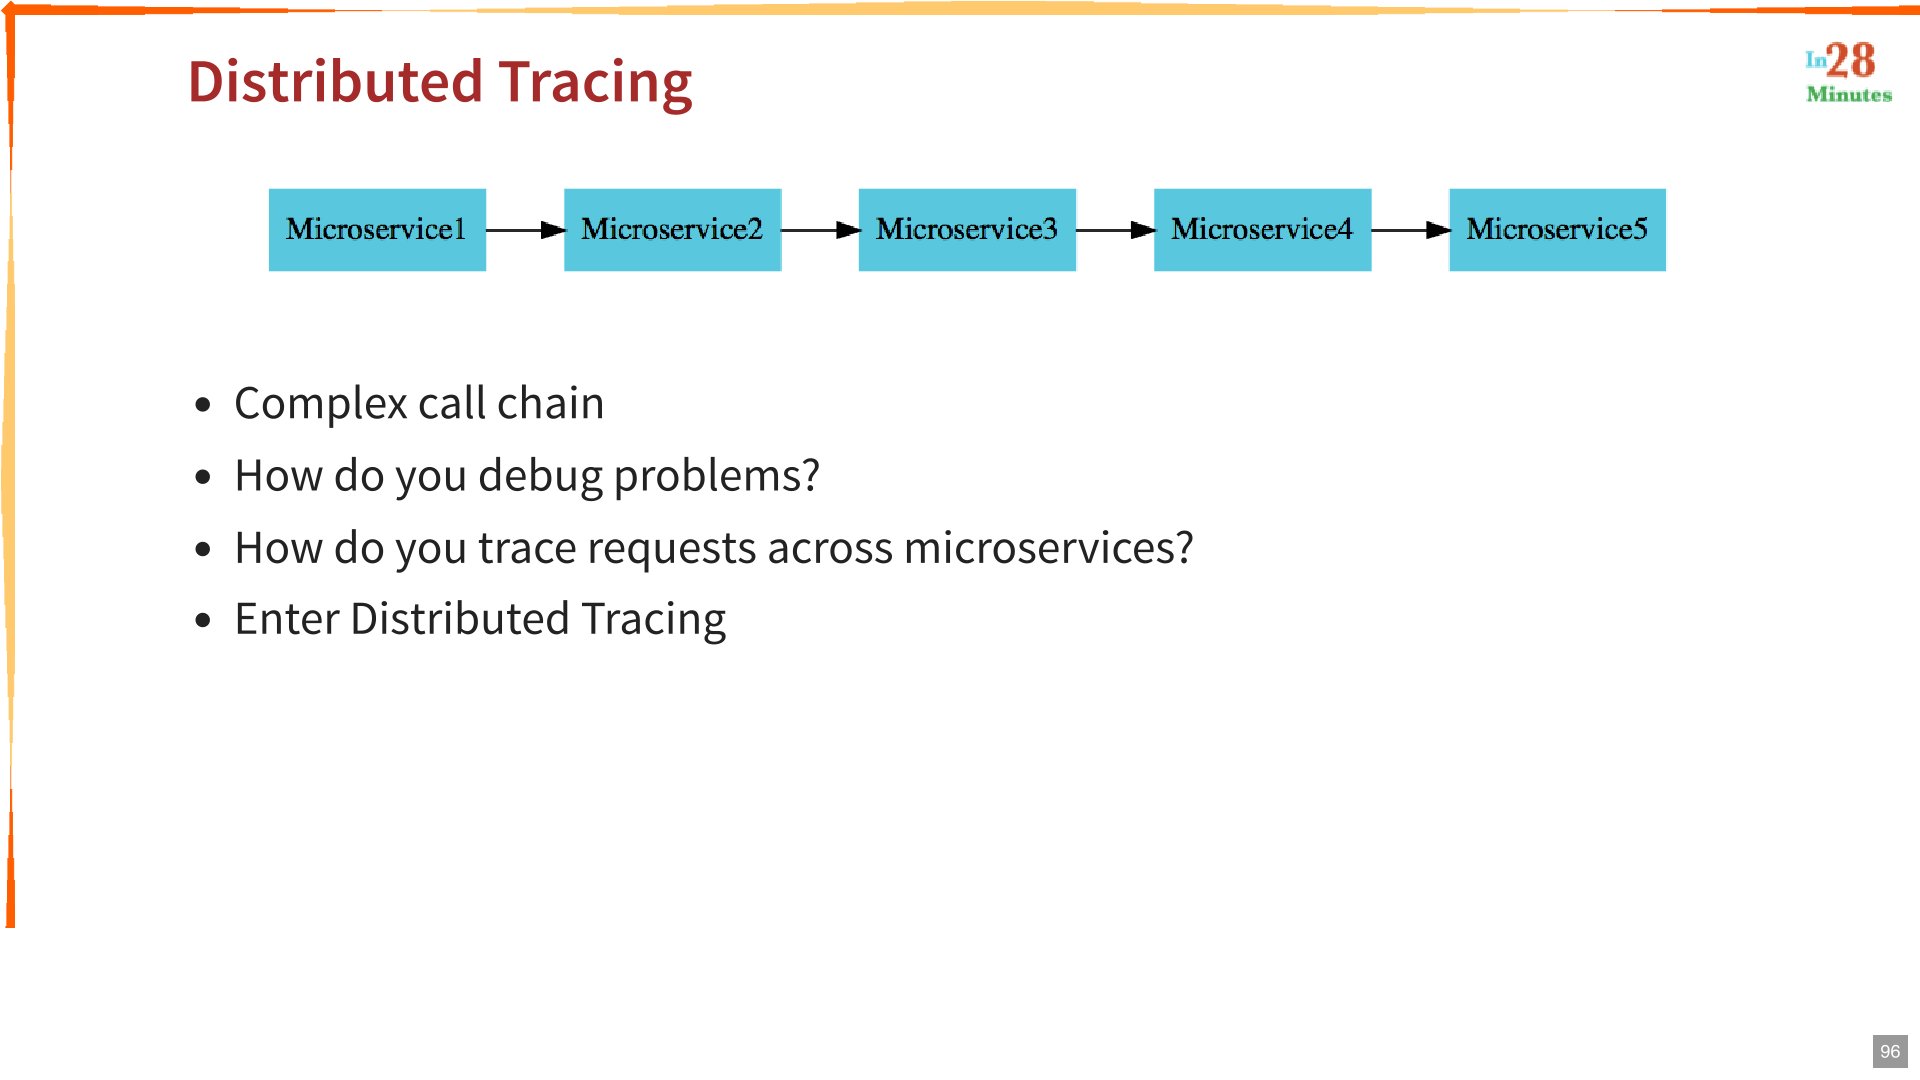 Distributed Tracing
In28
Minutes
Microservice1 Microservice2 Microservice3 Microservice4 Microservice5
• Complex call chain
• How do you debug problems?
• How do you trace requests across microservices?
• Enter Distributed Tracing
96